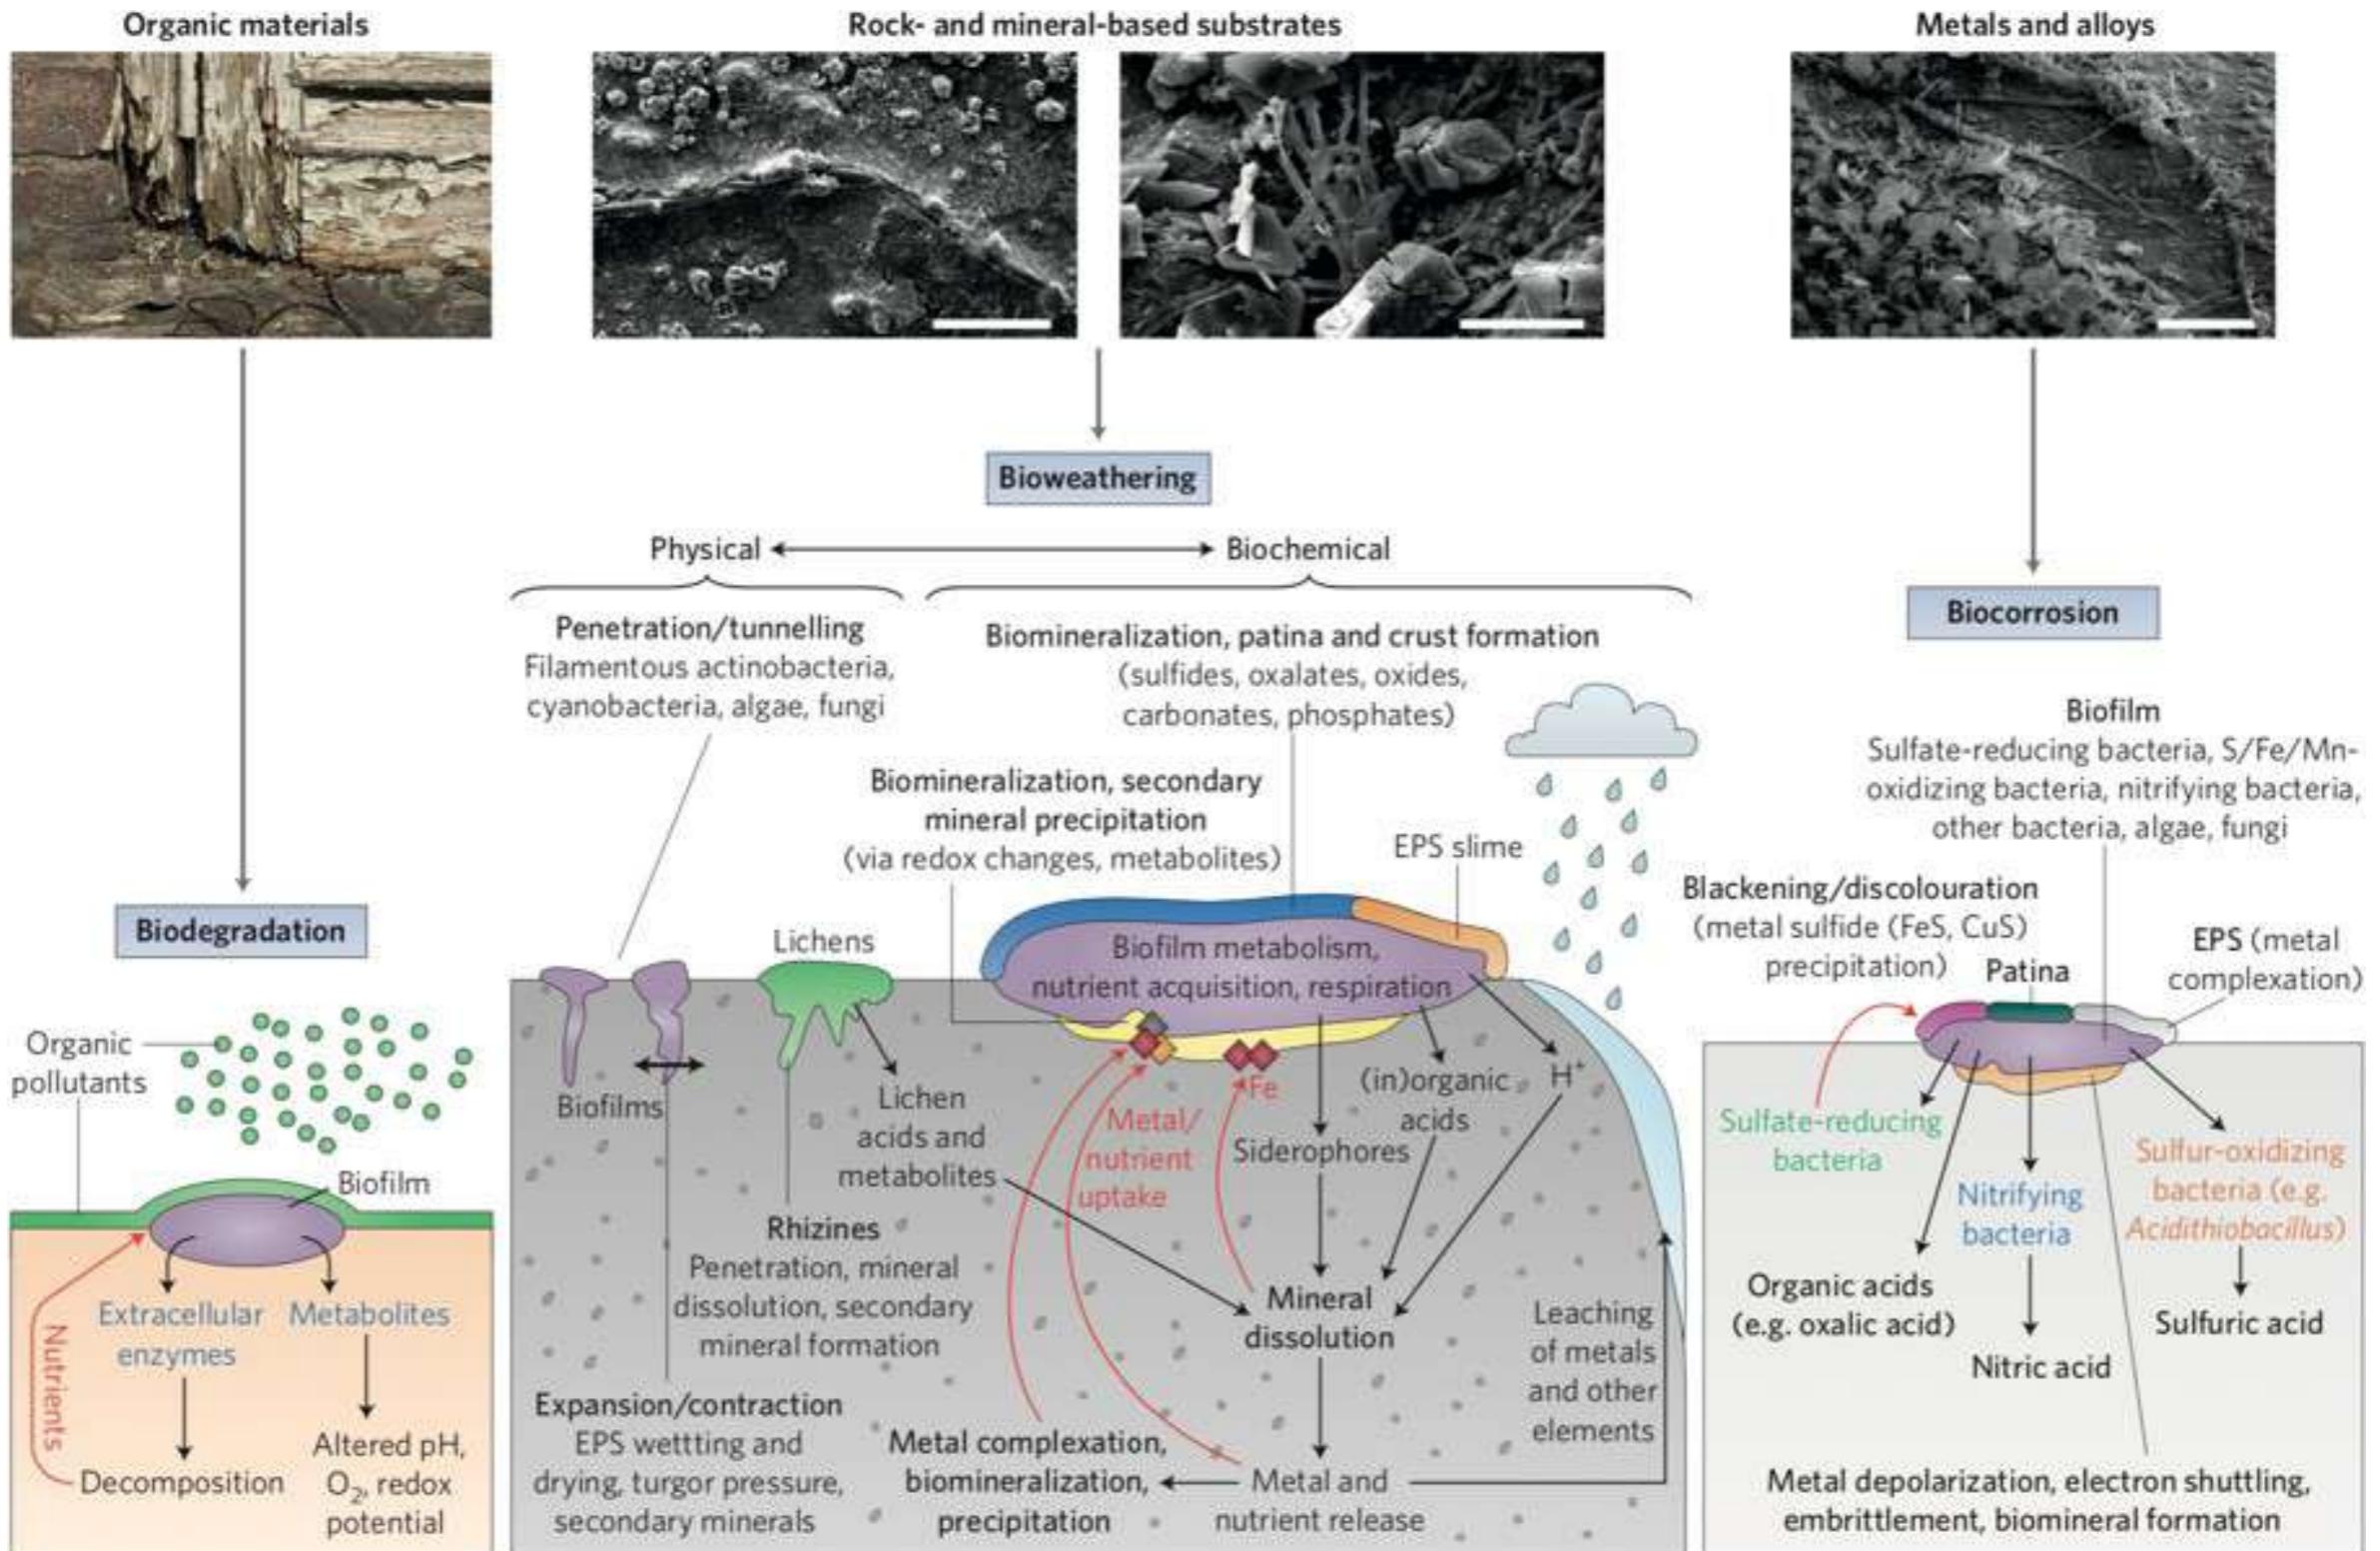 Organic materials
Rock- and mineral-based substrates
Metals and alloys
Bioweathering
Physical
Biochemical
Penetration/tunnelling
Filamentous actinobacteria,
cyanobacteria, algae, fungi
Biomineralization, patina and crust formation
(sulfides, oxalates, oxides,
carbonates, phosphates)
Biomineralization, secondary
mineral precipitation
(via redox changes, metabolites)
EPS slime
Lichens
Biofilm metabolism,
nutrient acquisition, respiration
Biofilms
Lichen
acids and
metabolites
Metal/
nutrient
uptake
Fe
Siderophores
(in)organic
acids
H⁺
Rhizines
Penetration, mineral
dissolution, secondary
mineral formation
Mineral
dissolution
Expansion/contraction
EPS wettting and
drying, turgor pressure,
secondary minerals
Metal complexation,
biomineralization,
precipitation
Metal and
nutrient release
Leaching
of metals
and other
elements
Biodegradation
Organic
pollutants
Biofilm
Nutrients
Extracellular
enzymes
Metabolites
Decomposition
Altered pH,
O₂, redox
potential
Biocorrosion
Biofilm
Sulfate-reducing bacteria, S/Fe/Mn-
oxidizing bacteria, nitrifying bacteria,
other bacteria, algae, fungi
Blackening/discolouration
(metal sulfide (FeS, CuS)
precipitation)
Patina
EPS (metal
complexation)
Sulfate-reducing
bacteria
Nitrifying
bacteria
Sulfur-oxidizing
bacteria (e.g.
Acidithiobacillus)
Organic acids
(e.g. oxalic acid)
Nitric acid
Sulfuric acid
Metal depolarization, electron shuttling,
embrittlement, biomineral formation